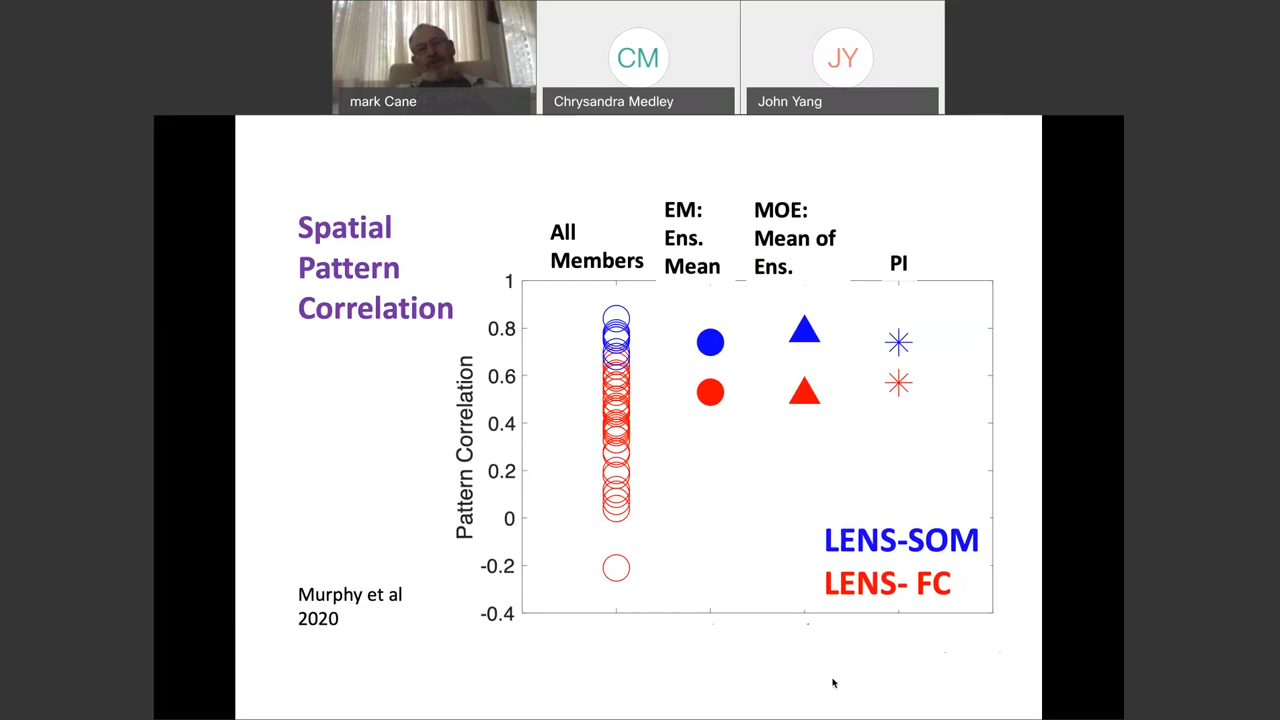 CM
JY
mark Cane
Chrysandra Medley
John Yang
Spatial
Pattern
Correlation
All
Members
EM:
Ens.
Mean
MOE:
Mean of
Ens.
PI
Pattern Correlation
1
0.8
0.6
0.4
0.2
0
-0.2
-0.4
LENS-SOM
LENS- FC
Murphy et al
2020